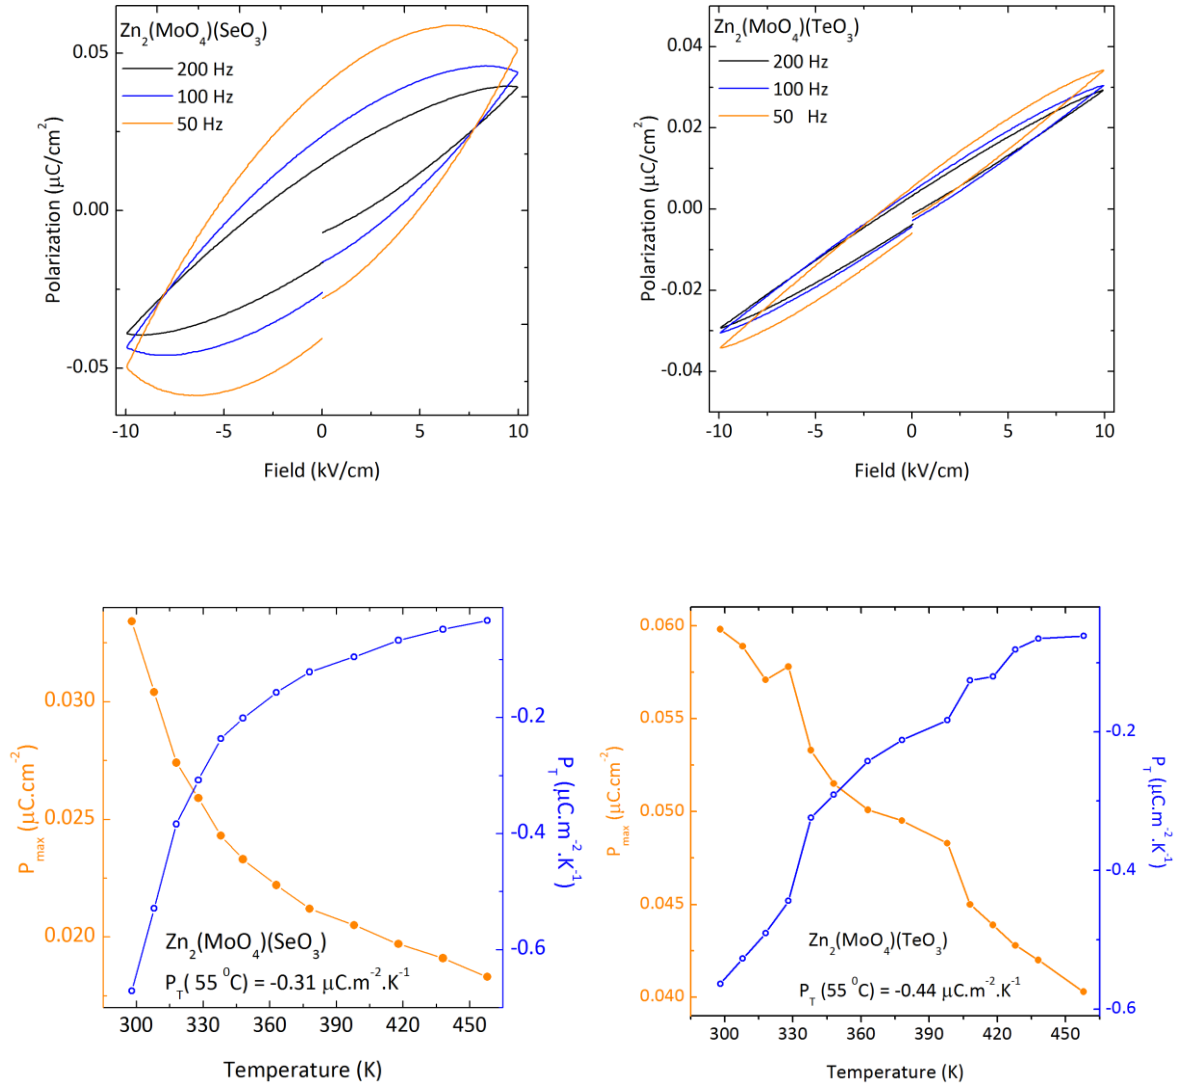 Zn2(MoO4)(SeO3)
200 Hz
100 Hz
50 Hz
0.05
0.00
-0.05
Polarization (μC/cm2)
-10 -5 0 5 10
Field (kV/cm)
Zn2(MoO4)(TeO3)
200 Hz
100 Hz
50 Hz
0.04
0.02
0.00
-0.02
-0.04
Polarization (μC/cm2)
-10 -5 0 5 10
Field (kV/cm)
0.030
0.025
0.020
Pmax (μC.cm-2)
-0.2
-0.4
-0.6
PT (μC.m-2.K-1)
Zn2(MoO4)(SeO3)
PT( 55 0C) = -0.31 μC.m-2.K-1
300 330 360 390 420 450
Temperature (K)
0.060
0.055
0.050
0.045
0.040
Pmax (μC.cm-2)
-0.2
-0.4
-0.6
PT (μC.m-2.K-1)
Zn2(MoO4)(TeO3)
PT (55 0C) = -0.44 μC.m-2.K-1
300 330 360 390 420 450
Temperature (K)